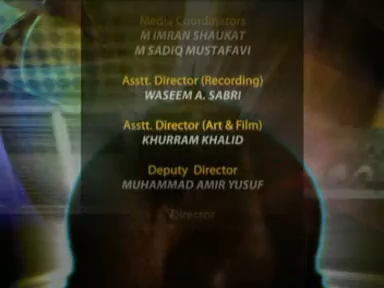 Media Coordinators
M IMRAN SHAUKAT
M SADIQ MUSTAFAVI
Asstt. Director (Recording)
WASEEM A. SABRI
Asstt. Director (Art & Film)
KHURRAM KHALID
Deputy Director
MUHAMMAD AMIR YUSUF
Director